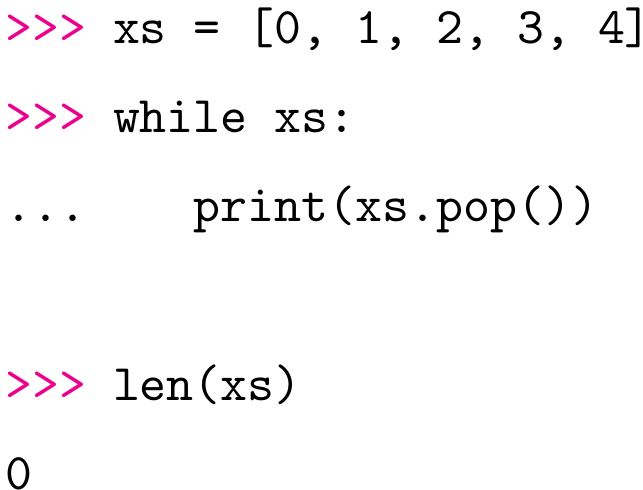 >>> xs = [0, 1, 2, 3, 4]
>>> while xs:
...    print(xs.pop())
>>> len(xs)
0